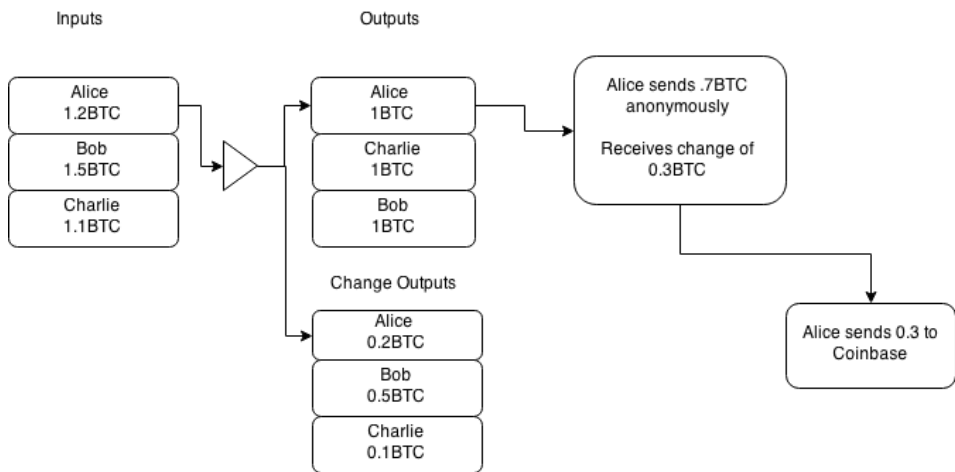 Inputs
Outputs
Alice
1.2BTC
Bob
1.5BTC
Charlie
1.1BTC
Alice
1BTC
Charlie
1BTC
Bob
1BTC
Alice sends .7BTC
anonymously
Receives change of
0.3BTC
Change Outputs
Alice
0.2BTC
Bob
0.5BTC
Charlie
0.1BTC
Alice sends 0.3 to
Coinbase